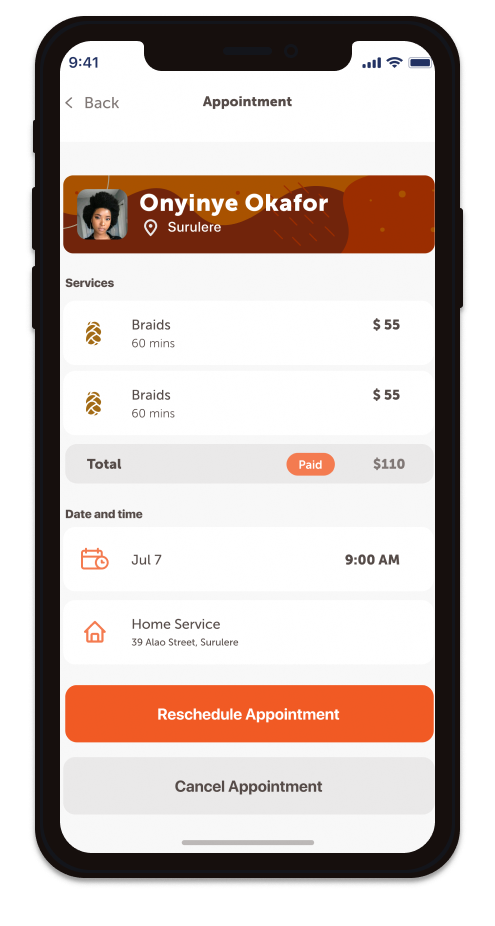 9:41
Back
Appointment
Onyinye Okafor
Surulere
Services
Braids
$ 55
60 mins
Braids
$ 55
60 mins
Total
Paid
$110
Date and time
Jul 7
9:00 AM
Home Service
39 Alao Street, Surulere
Reschedule Appointment
Cancel Appointment